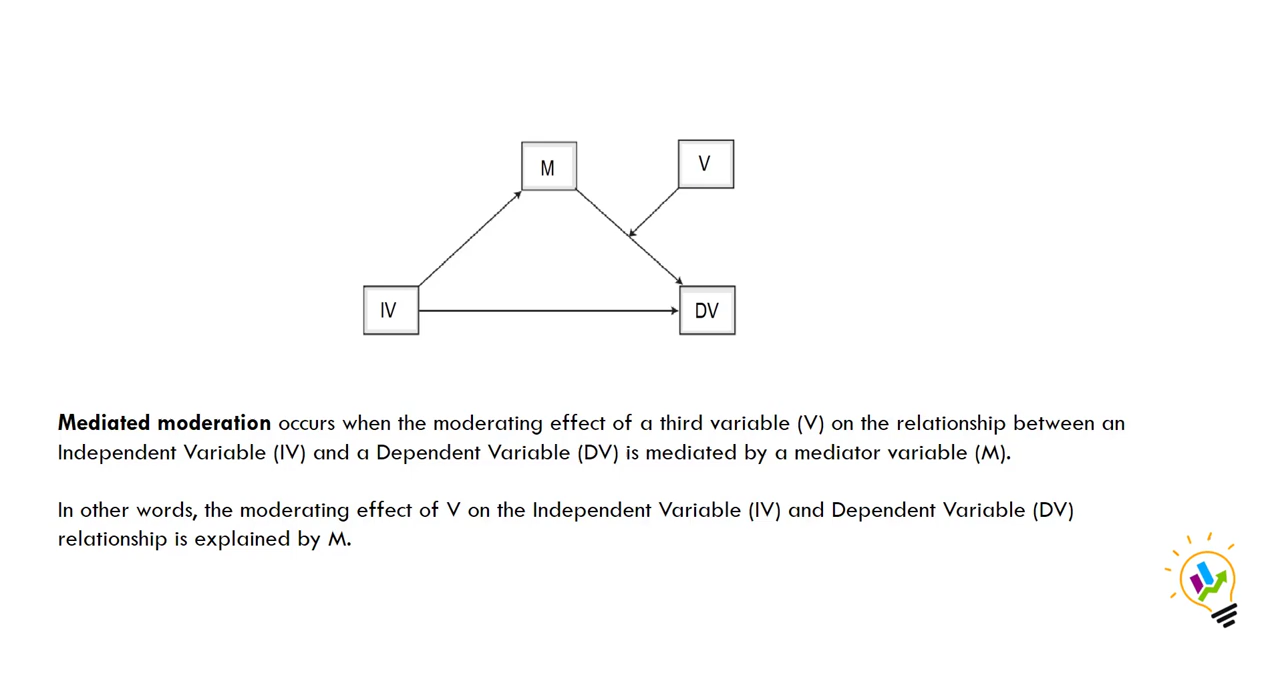 M
V
IV
DV
Mediated moderation occurs when the moderating effect of a third variable (V) on the relationship between an
Independent Variable (IV) and a Dependent Variable (DV) is mediated by a mediator variable (M).
In other words, the moderating effect of V on the Independent Variable (IV) and Dependent Variable (DV)
relationship is explained by M.